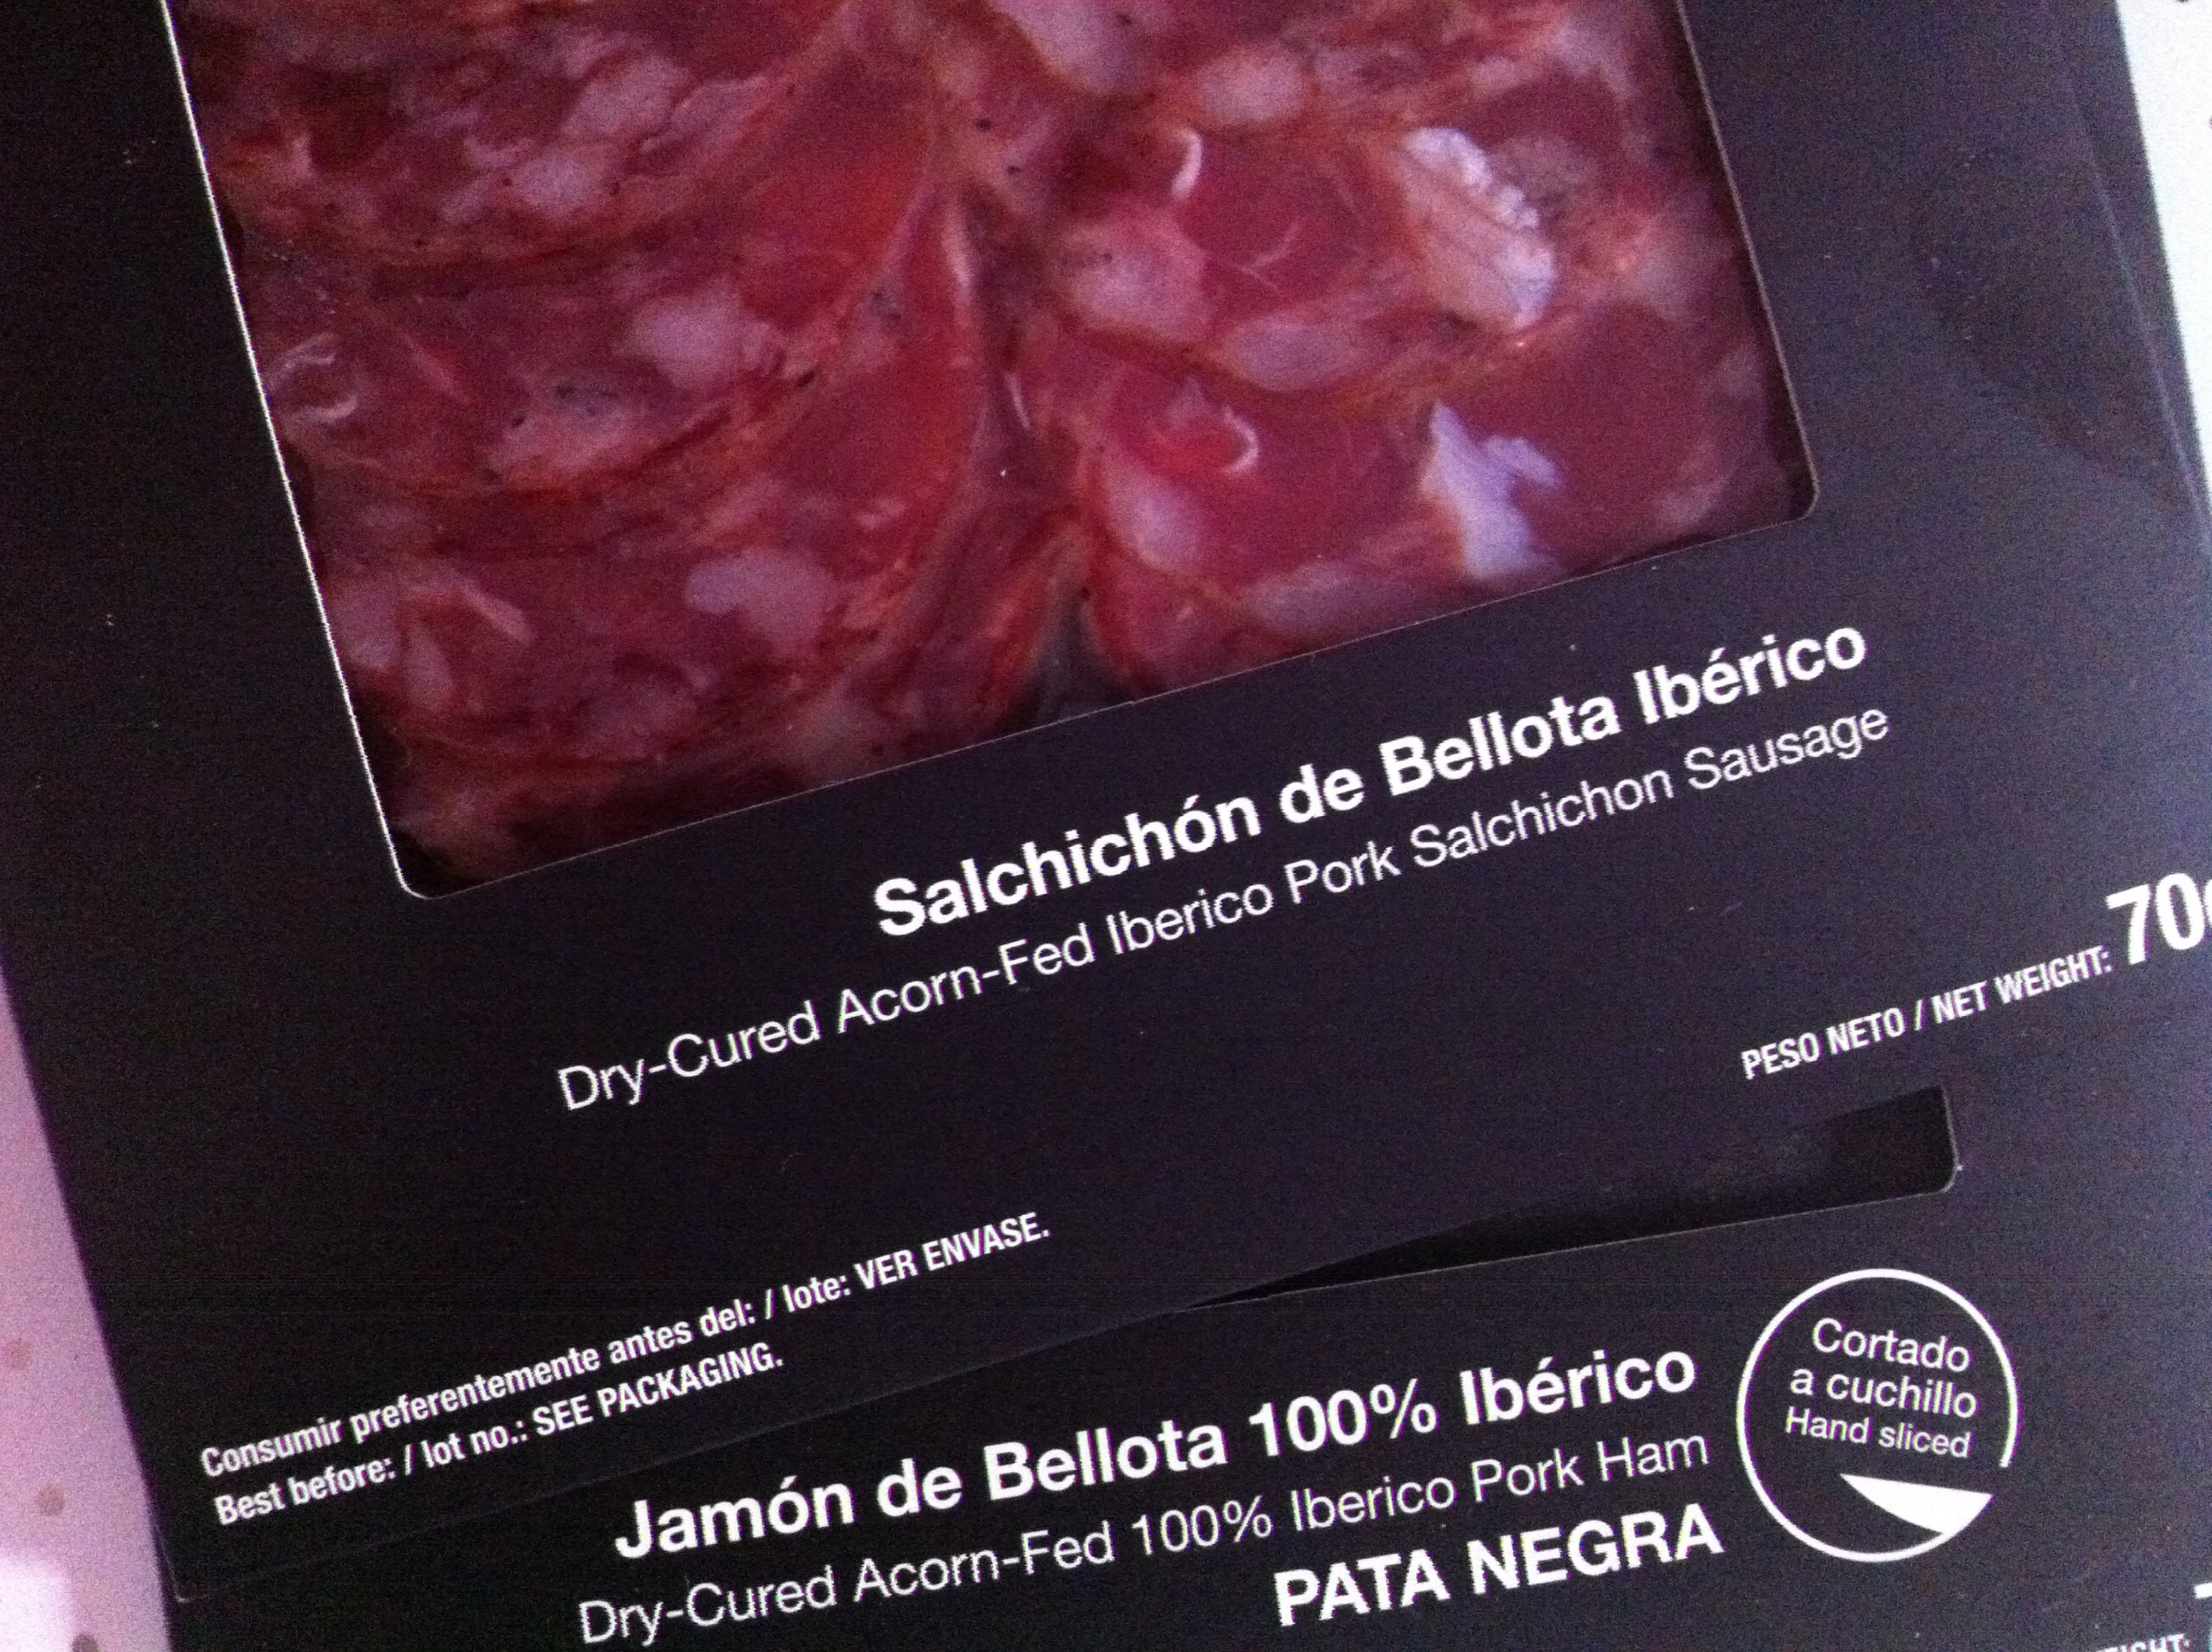 Salchichón de Bellota Ibérico
Dry-Cured Acorn-Fed Iberico Pork Salchichon Sausage
PESO NETO / NET WEIGHT: 70g
Consumir preferentemente antes del: / lote: VER ENVASE.
Best before: / lot no.: SEE PACKAGING.
Jamón de Bellota 100% Ibérico
Dry-Cured Acorn-Fed 100% Iberico Pork Ham
PATA NEGRA
Cortado
a cuchillo
Hand sliced